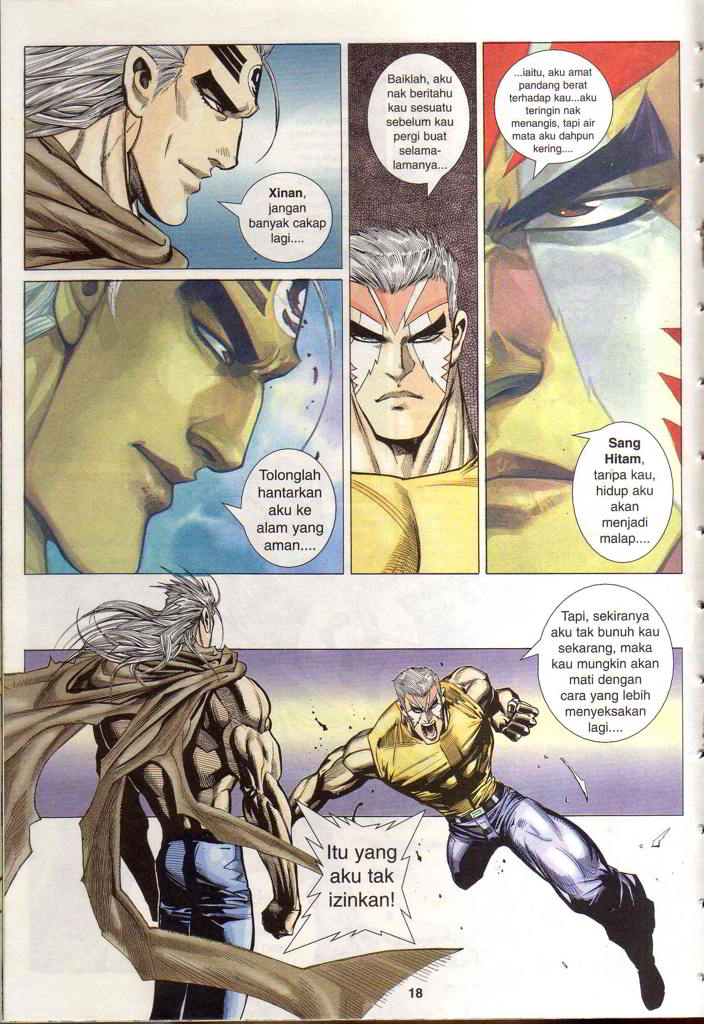 Xinan,
jangan
banyak cakap
lagi....
Tolonglah
hantarkan
aku ke
alam yang
aman....
Baiklah, aku
nak beritahu
kau sesuatu
sebelum kau
pergi buat
selama-
lamanya...
...iaitu, aku amat
pandang berat
terhadap kau...aku
teringin nak
menangis, tapi air
mata aku dahpun
kering....
Sang
Hitam,
tanpa kau,
hidup aku
akan
menjadi
malap....
Tapi, sekiranya
aku tak bunuh kau
sekarang, maka
kau mungkin akan
mati dengan
cara yang lebih
menyeksakan
lagi....
Itu yang
aku tak
izinkan!
18